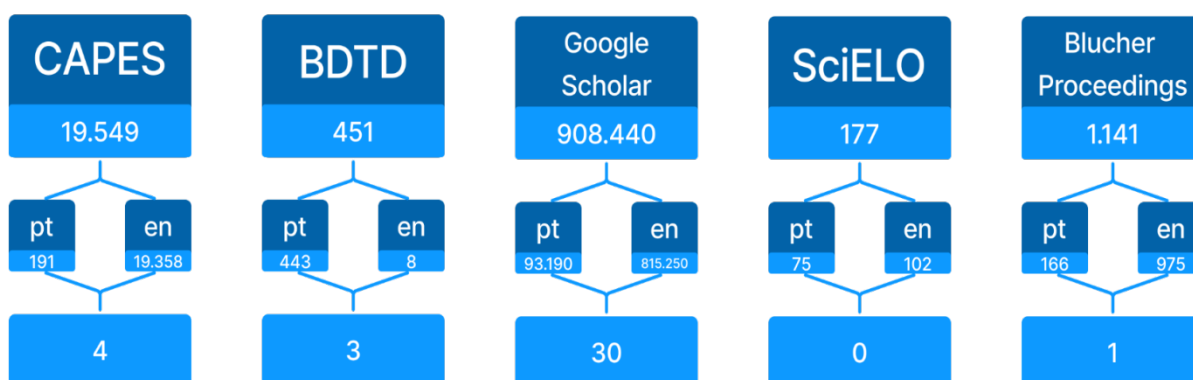 CAPES
19.549
pt
en
191
19.358
4
BDTD
451
pt
en
443
8
3
Google
Scholar
908.440
pt
en
93.190
815.250
30
SciELO
177
pt
en
75
102
0
Blucher
Proceedings
1.141
pt
en
166
975
1